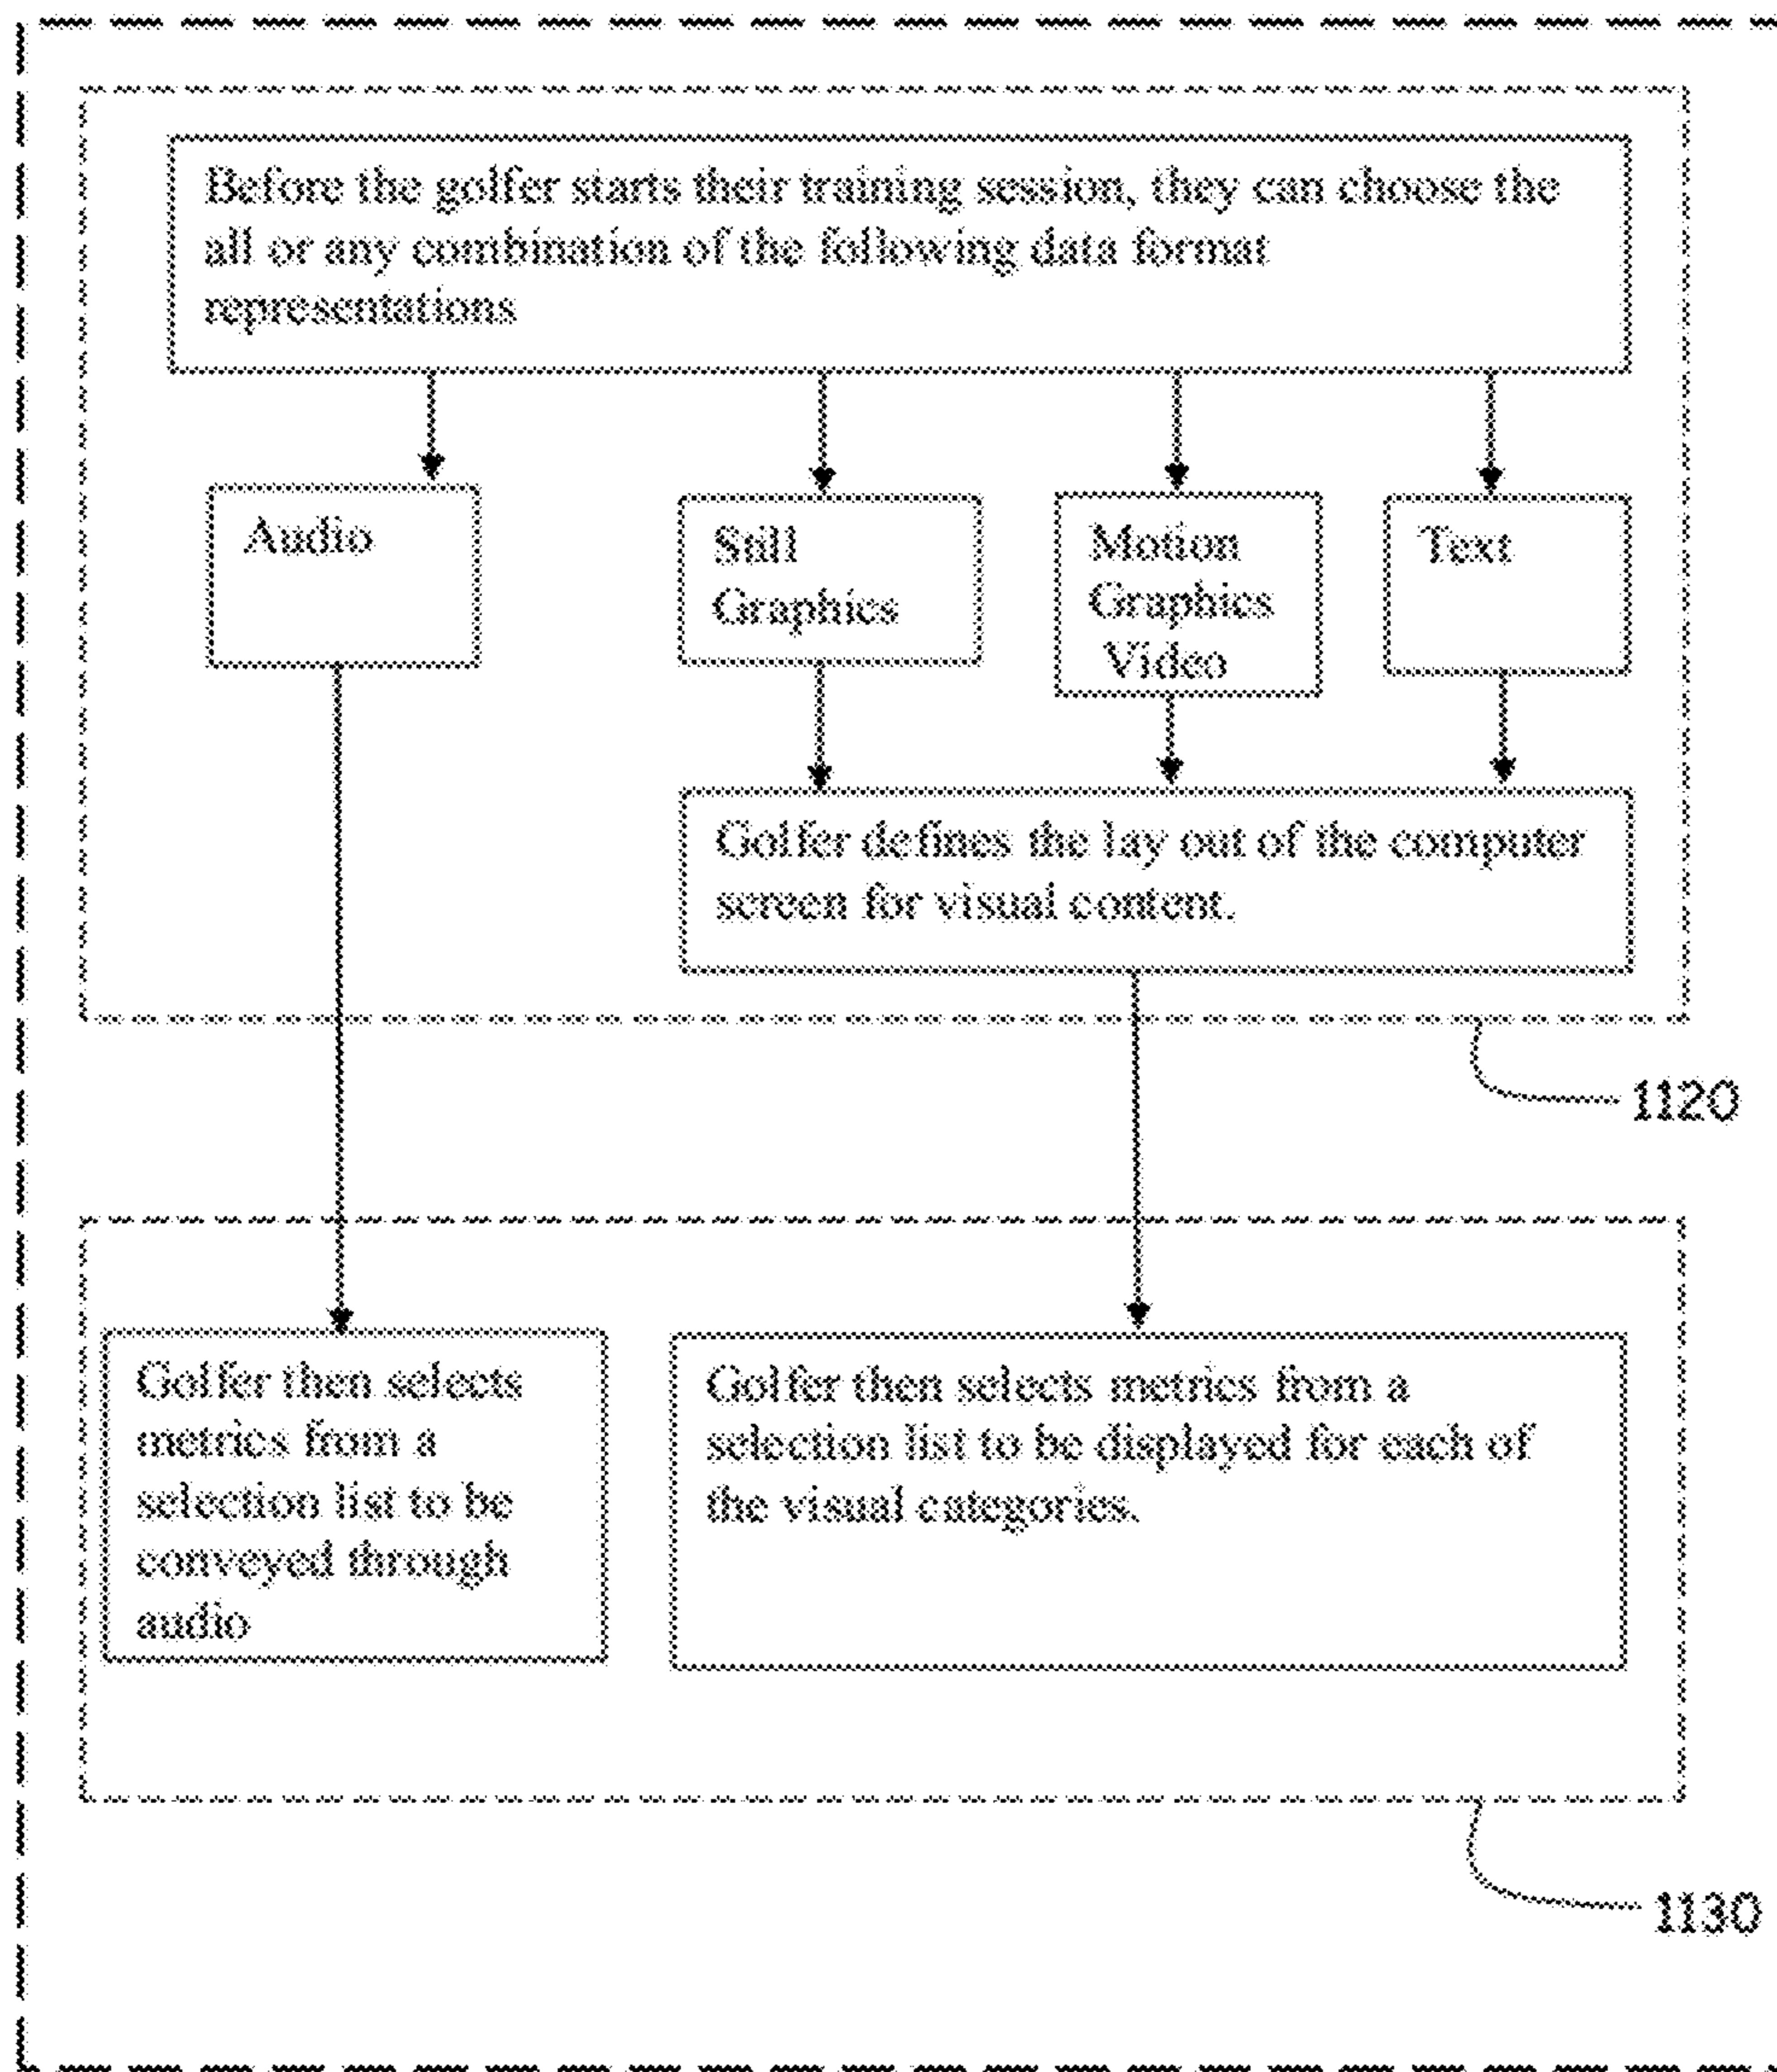 Before the golfer starts their training session, they can choose the
all or any combination of the following data format
representations
Audio
Still
Graphics
Motion
Graphics
Video
Text
Golfer defines the lay out of the computer
screen for visual content.
1120
Golfer then selects
metrics from a
selection list to be
conveyed through
audio
Golfer then selects metrics from a
selection list to be displayed for each of
the visual categories.
1130